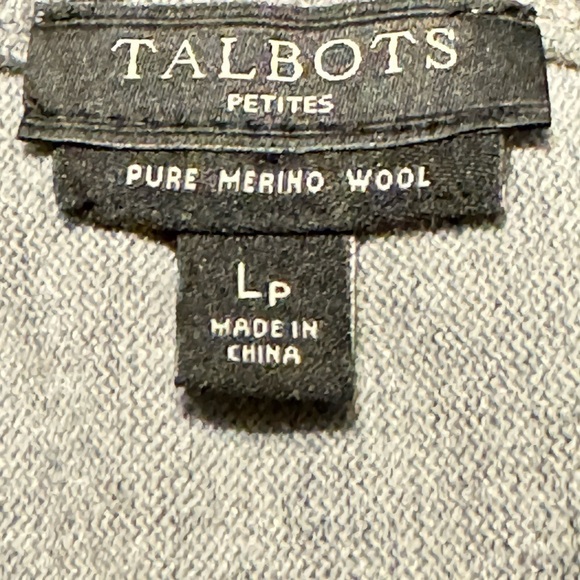 TALBOTS
PETITES
PURE MERINO WOOL
LP
MADE IN
CHINA